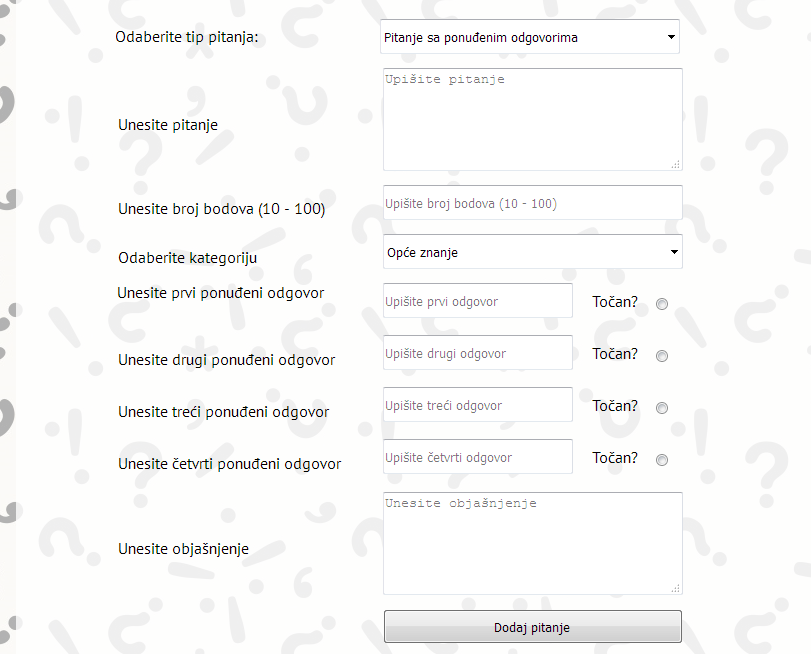 Odaberite tip pitanja: Pitanje sa ponuđenim odgovorima
Unesite pitanje Upišite pitanje
Unesite broj bodova (10 - 100) Upišite broj bodova (10 - 100)
Odaberite kategoriju Opće znanje
Unesite prvi ponuđeni odgovor Upišite prvi odgovor Točan?
Unesite drugi ponuđeni odgovor Upišite drugi odgovor Točan?
Unesite treći ponuđeni odgovor Upišite treći odgovor Točan?
Unesite četvrti ponuđeni odgovor Upišite četvrti odgovor Točan?
Unesite objašnjenje Unesite objašnjenje
Dodaj pitanje